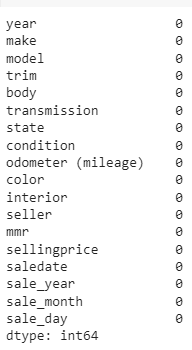 year 0
make 0
model 0
trim 0
body 0
transmission 0
state 0
condition 0
odometer (mileage) 0
color 0
interior 0
seller 0
mmr 0
sellingprice 0
saledate 0
sale_year 0
sale_month 0
sale_day 0
dtype: int64